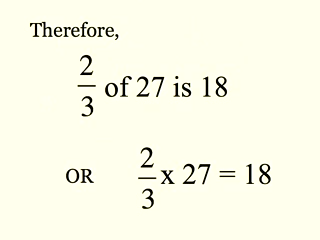 Therefore,
2/3 of 27 is 18
OR 2/3 x 27 = 18